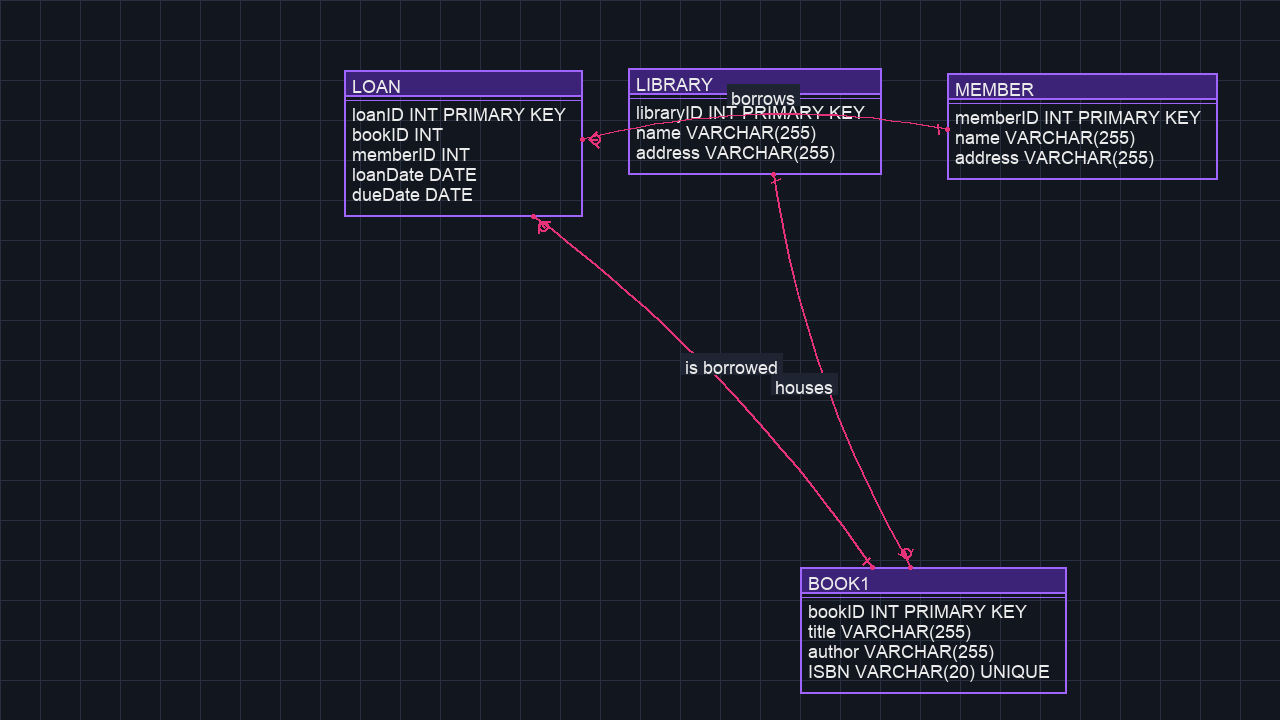 LOAN
loanID INT PRIMARY KEY
bookID INT
memberID INT
loanDate DATE
dueDate DATE
LIBRARY
borrows
libraryID INT PRIMARY KEY
name VARCHAR(255)
address VARCHAR(255)
MEMBER
memberID INT PRIMARY KEY
name VARCHAR(255)
address VARCHAR(255)
is borrowed
houses
BOOK1
bookID INT PRIMARY KEY
title VARCHAR(255)
author VARCHAR(255)
ISBN VARCHAR(20) UNIQUE